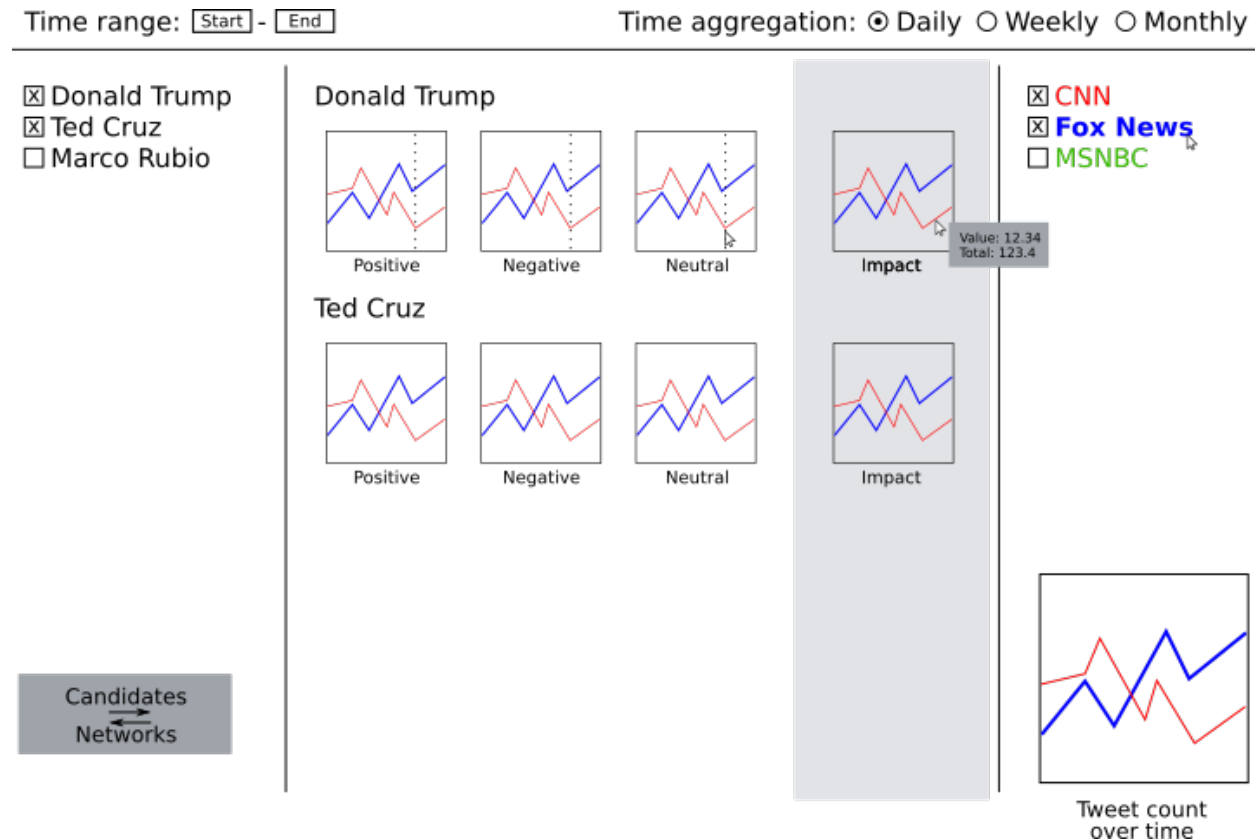 Time range: Start - End
Time aggregation: Daily Weekly Monthly
Donald Trump
Ted Cruz
Marco Rubio
Donald Trump
Positive
Negative
Neutral
Impact
Value: 12.34
Total: 123.4
Ted Cruz
Positive
Negative
Neutral
Impact
CNN
Fox News
MSNBC
Candidates
Networks
Tweet count
over time